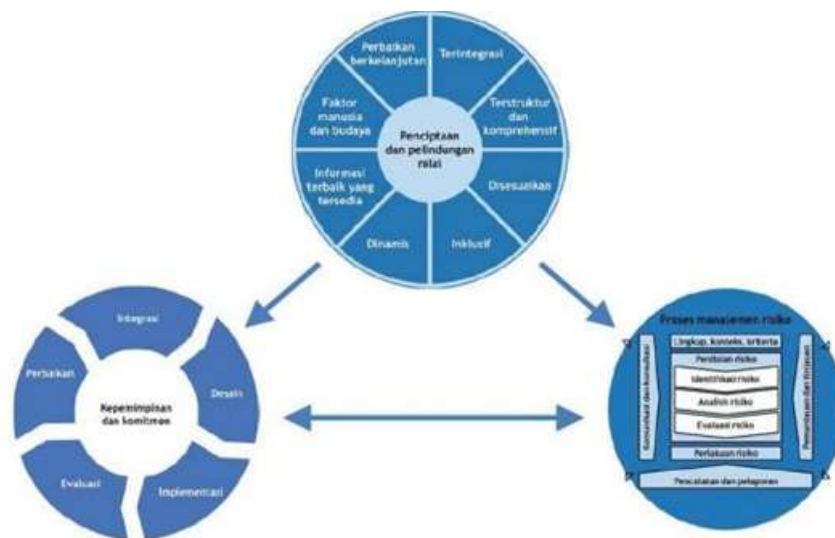 Perbaikan
berkelanjutan
Terintegrasi
Terstruktur
dan
komprehensif
Disesuaikan
Inklusif
Dinamis
Informasi
terbaik yang
tersedia
Faktor
manusia
dan budaya
Penciptaan
dan pelindungan
nilai
Integrasi
Desain
Implementasi
Evaluasi
Perbaikan
Kepemimpinan
dan komitmen
Proses manajemen risiko
Lingkup, konteks, kriteria
Penilaian risiko
Identifikasi risiko
Analisis risiko
Evaluasi risiko
Perlakuan risiko
Komunikasi dan konsultasi
Pemantauan dan tinjauan
Pencatatan dan pelaporan